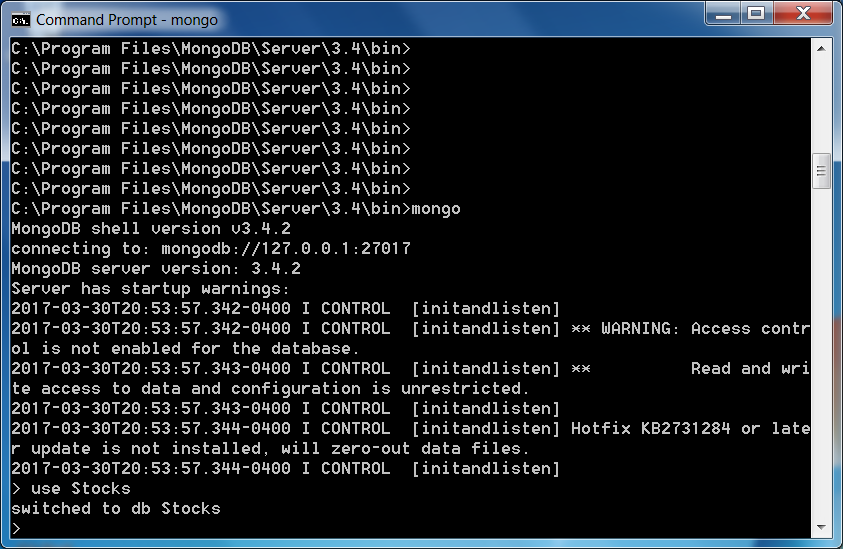 Command Prompt - mongo
C:\Program Files\MongoDB\Server\3.4\bin>
C:\Program Files\MongoDB\Server\3.4\bin>
C:\Program Files\MongoDB\Server\3.4\bin>
C:\Program Files\MongoDB\Server\3.4\bin>
C:\Program Files\MongoDB\Server\3.4\bin>
C:\Program Files\MongoDB\Server\3.4\bin>
C:\Program Files\MongoDB\Server\3.4\bin>
C:\Program Files\MongoDB\Server\3.4\bin>
C:\Program Files\MongoDB\Server\3.4\bin>mongo
MongoDB shell version v3.4.2
connecting to: mongodb://127.0.0.1:27017
MongoDB server version: 3.4.2
Server has startup warnings:
2017-03-30T20:53:57.342-0400 I CONTROL  [initandlisten]
2017-03-30T20:53:57.342-0400 I CONTROL  [initandlisten] ** WARNING: Access contr
ol is not enabled for the database.
2017-03-30T20:53:57.343-0400 I CONTROL  [initandlisten] **          Read and wri
te access to data and configuration is unrestricted.
2017-03-30T20:53:57.343-0400 I CONTROL  [initandlisten]
2017-03-30T20:53:57.344-0400 I CONTROL  [initandlisten] Hotfix KB2731284 or late
r update is not installed, will zero-out data files.
2017-03-30T20:53:57.344-0400 I CONTROL  [initandlisten]
> use Stocks
switched to db Stocks
>